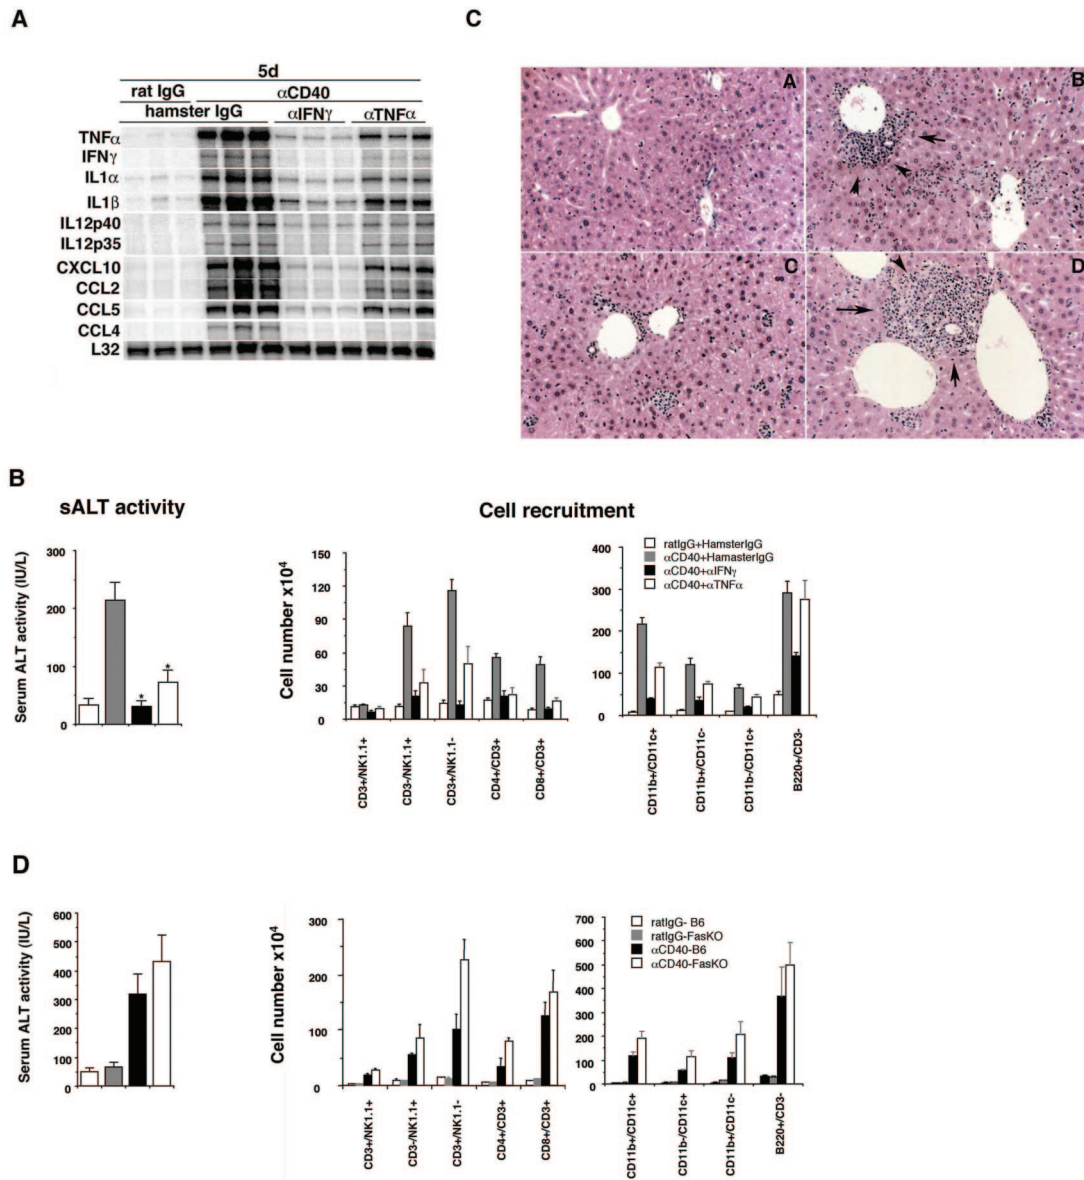 A
5d
rat IgG
αCD40
hamster IgG
αIFNγ
αTNFα
TNFα
IFNγ
IL1α
IL1β
IL12p40
IL12p35
CXCL10
CCL2
CCL5
CCL4
L32
C
A
B
C
D
B
sALT activity
Serum ALT activity (IU/L)
300
200
100
0
*
*
Cell recruitment
Cell number x10⁴
150
120
90
60
30
0
CD3+/NK1.1+
CD3-/NK1.1+
CD3+/NK1.1-
CD4+/CD3+
CD8+/CD3+
ratIgG+HamsterIgG
αCD40+HamasterIgG
αCD40+αIFNγ
αCD40+αTNFα
400
300
200
100
0
CD11b+/CD11c+
CD11b+/CD11c-
CD11b-/CD11c+
B220+/CD3-
D
Serum ALT activity (IU/L)
600
500
400
300
200
100
0
Cell number x10⁴
300
200
100
0
CD3+/NK1.1+
CD3-/NK1.1+
CD3+/NK1.1-
CD4+/CD3+
CD8+/CD3+
ratIgG- B6
ratIgG-FasKO
αCD40-B6
αCD40-FasKO
700
600
500
400
300
200
100
0
CD11b+/CD11c+
CD11b-/CD11c+
CD11b+/CD11c-
B220+/CD3-